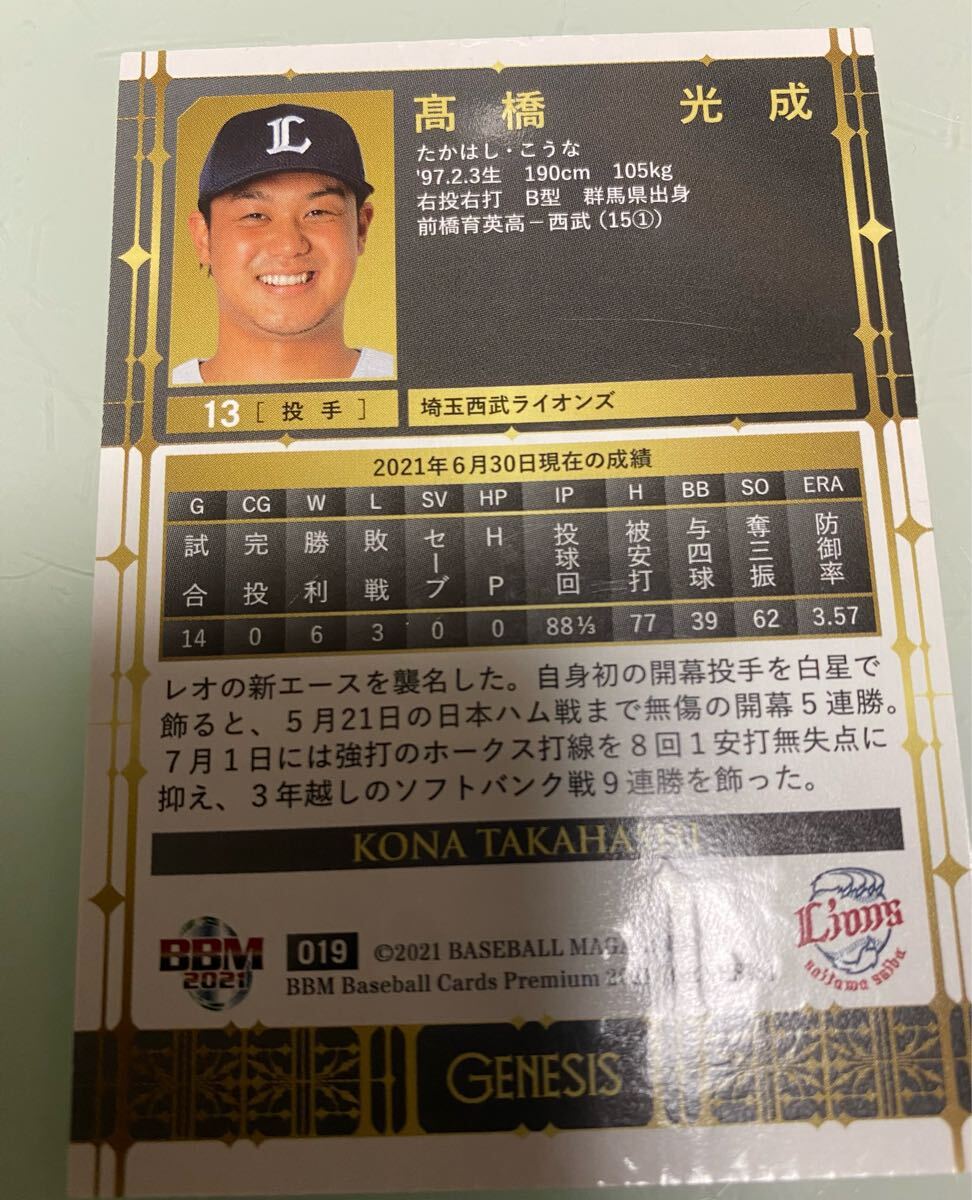 髙橋 光成
たかはし・こうな
'97.2.3生 190cm 105kg
右投右打 B型 群馬県出身
前橋育英高－西武（15①）
L
13 [投手]
埼玉西武ライオンズ
2021年6月30日現在の成績
G CG W L SV HP IP H BB SO ERA
試合 完投 勝利 敗戦 セーブ HP 投球回 被安打 与四球 奪三振 防御率
14 0 6 3 0 0 88⅓ 77 39 62 3.57
レオの新エースを襲名した。自身初の開幕投手を白星で
飾ると、５月21日の日本ハム戦まで無傷の開幕５連勝。
７月１日には強打のホークス打線を８回１安打無失点に
抑え、３年越しのソフトバンク戦９連勝を飾った。
KONA TAKAHASHI
BBM
2021
019
©2021 BASEBALL
BBM Baseball Cards Premium 2021
Lions
saitama seibu
GENESIS